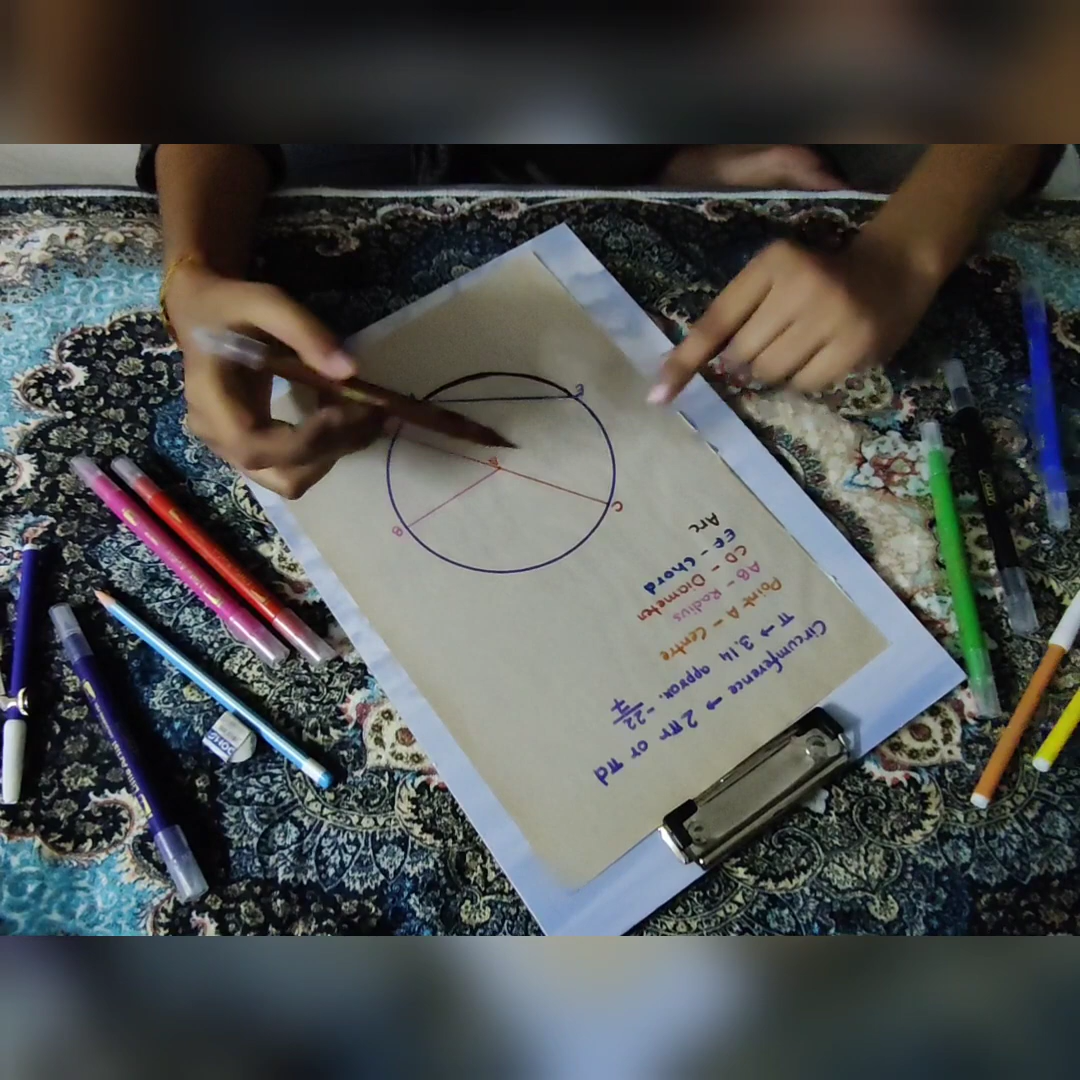 Circumference → 2πr or πd
π → 3.14 approx. - 22/7
Point A - Centre
AB - Radius
CD - Diameter
EF - Chord
Arc
A
B
C